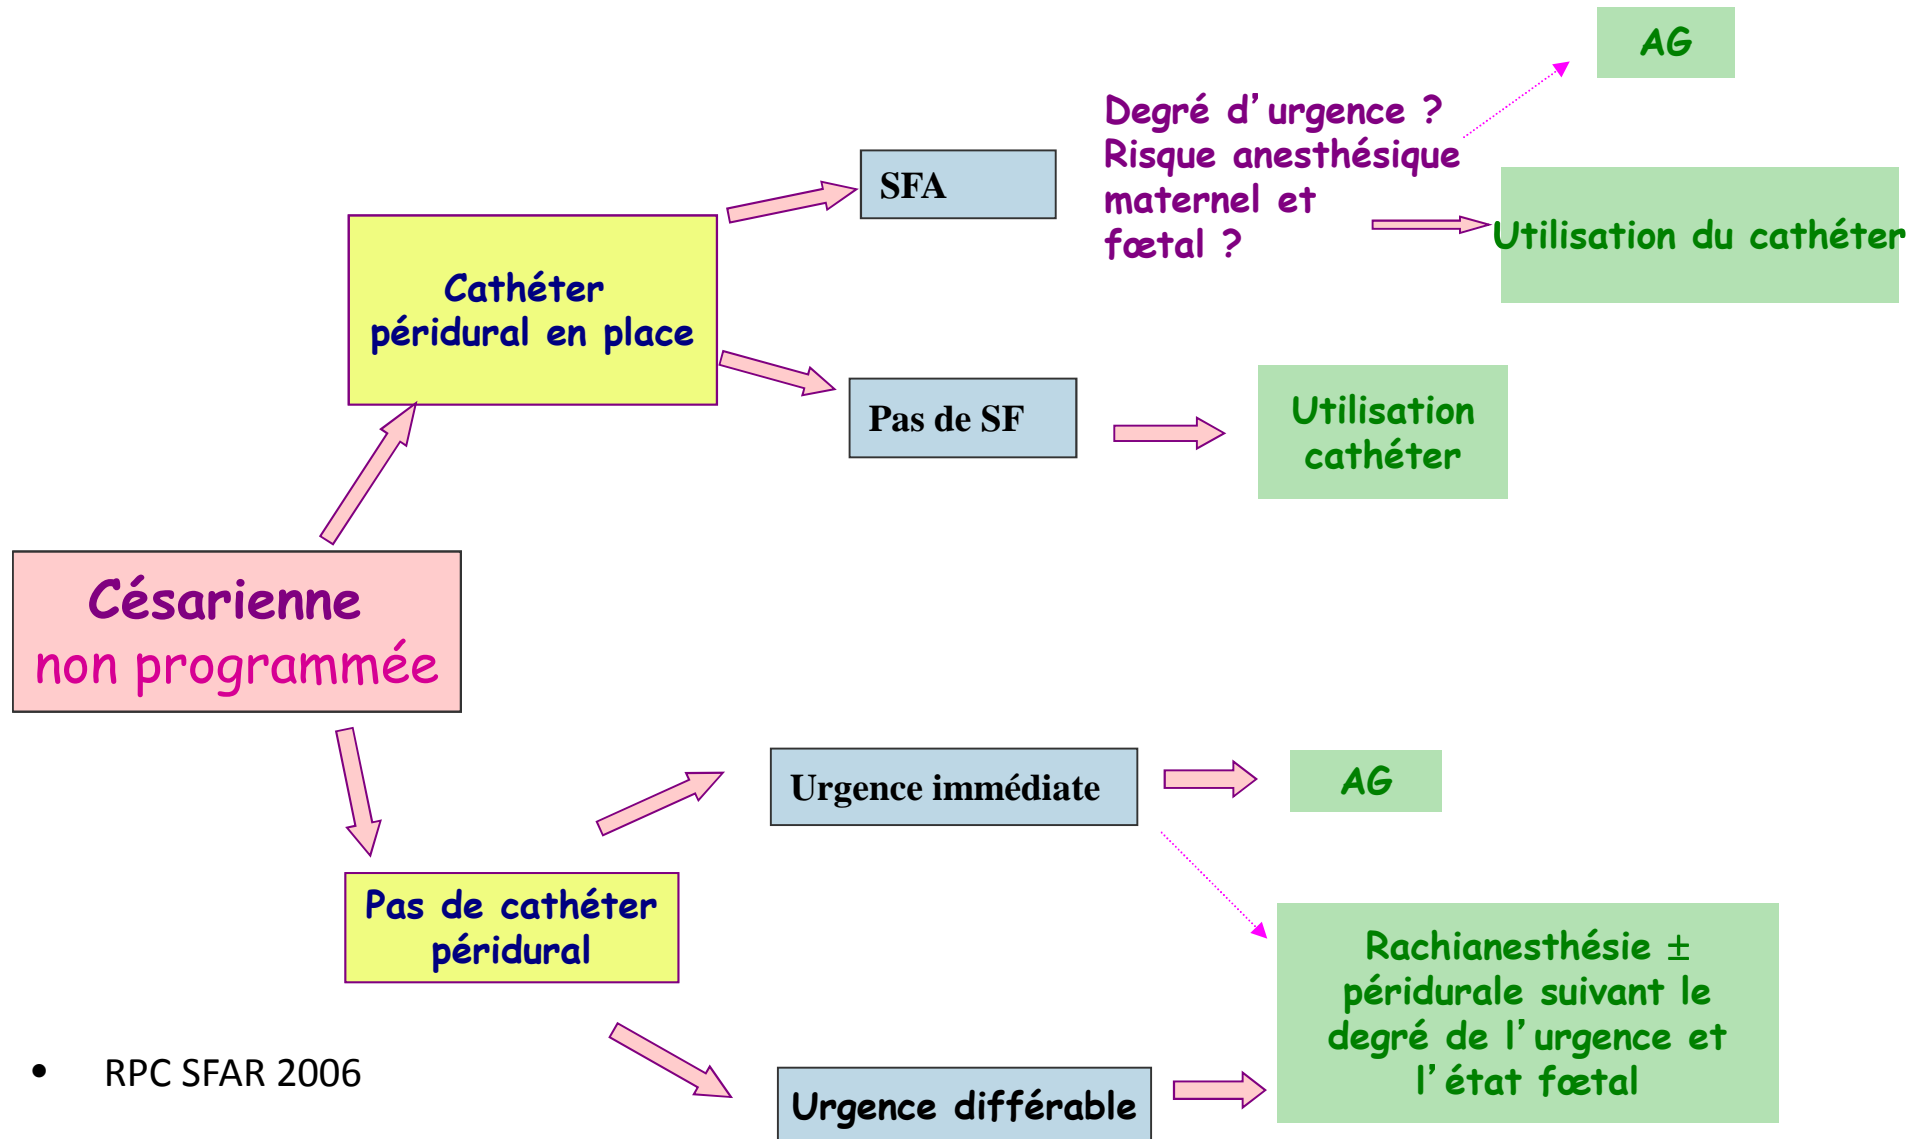 AG
Degré d’urgence ?
Risque anesthésique
maternel et
fœtal ?
SFA
Utilisation du cathéter
Cathéter
péridural en place
Pas de SF
Utilisation
cathéter
Césarienne
non programmée
Urgence immédiate
AG
Pas de cathéter
péridural
Rachianesthésie ±
péridurale suivant le
degré de l’urgence et
l’état fœtal
Urgence différable
• RPC SFAR 2006